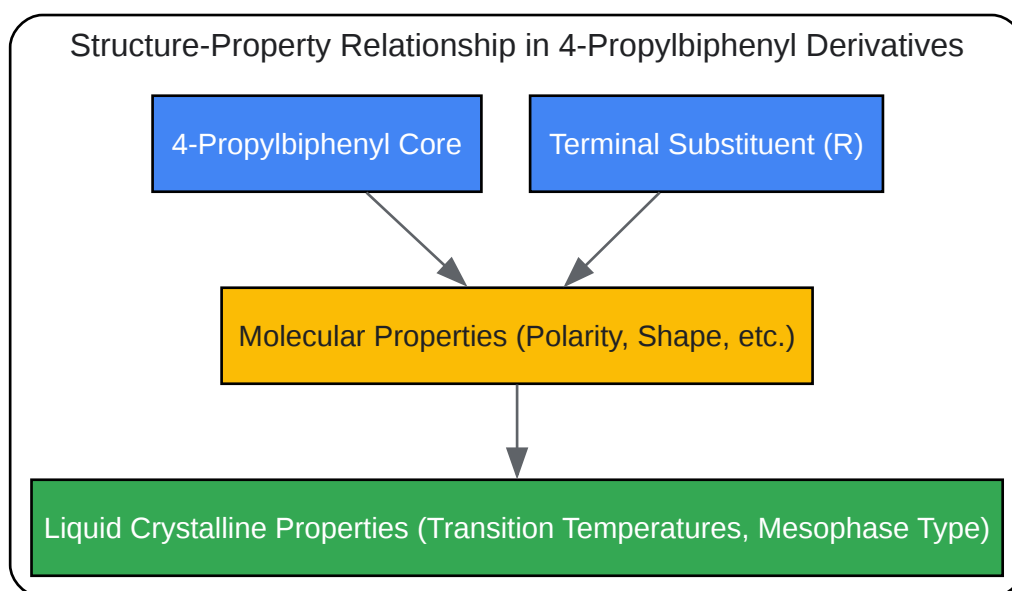 Structure-Property Relationship in 4-Propylbiphenyl Derivatives
4-Propylbiphenyl Core
Terminal Substituent (R)
Molecular Properties (Polarity, Shape, etc.)
Liquid Crystalline Properties (Transition Temperatures, Mesophase Type)